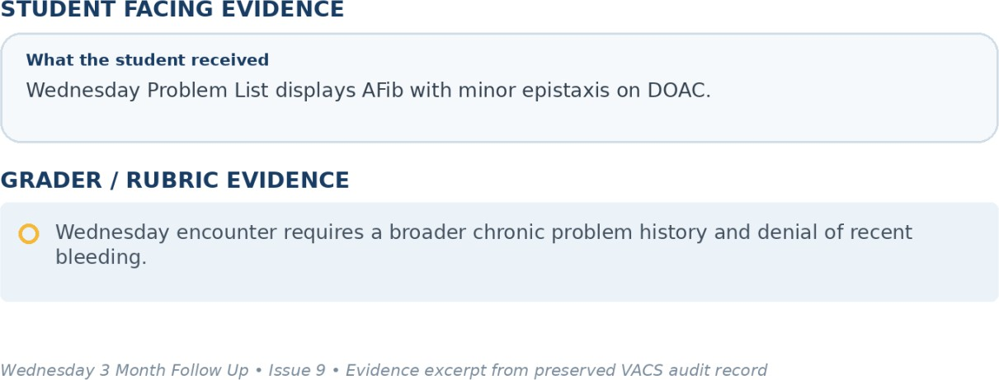 STUDENT FACING EVIDENCE
What the student received
Wednesday Problem List displays AFib with minor epistaxis on DOAC.
GRADER / RUBRIC EVIDENCE
Wednesday encounter requires a broader chronic problem history and denial of recent
bleeding.
Wednesday 3 Month Follow Up • Issue 9 • Evidence excerpt from preserved VACS audit record